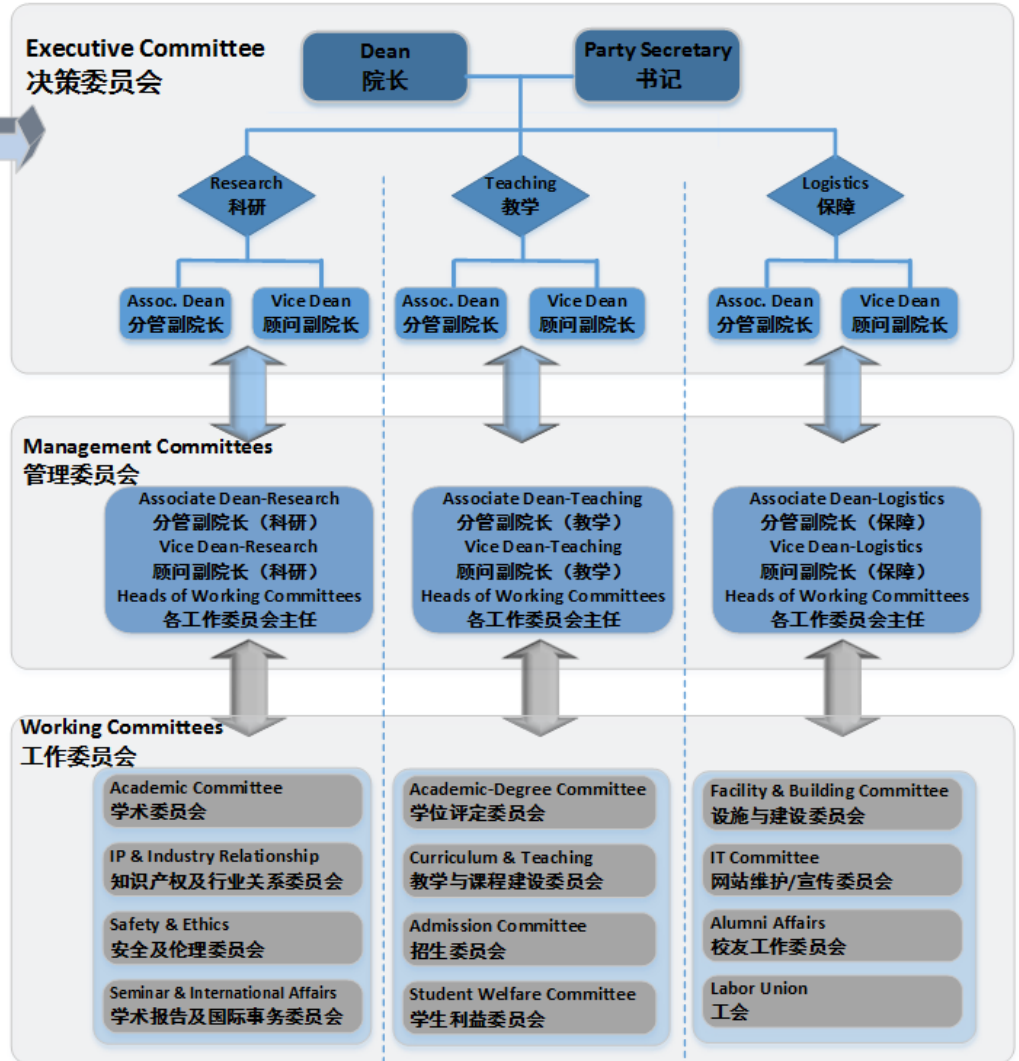 Executive Committee
决策委员会
Dean
院长
Party Secretary
书记
Research
科研
Teaching
教学
Logistics
保障
Assoc. Dean
分管副院长
Vice Dean
顾问副院长
Assoc. Dean
分管副院长
Vice Dean
顾问副院长
Assoc. Dean
分管副院长
Vice Dean
顾问副院长
Management Committees
管理委员会
Associate Dean-Research
分管副院长（科研）
Vice Dean-Research
顾问副院长（科研）
Heads of Working Committees
各工作委员会主任
Associate Dean-Teaching
分管副院长（教学）
Vice Dean-Teaching
顾问副院长（教学）
Heads of Working Committees
各工作委员会主任
Associate Dean-Logistics
分管副院长（保障）
Vice Dean-Logistics
顾问副院长（保障）
Heads of Working Committees
各工作委员会主任
Working Committees
工作委员会
Academic Committee
学术委员会
IP & Industry Relationship
知识产权及行业关系委员会
Safety & Ethics
安全及伦理委员会
Seminar & International Affairs
学术报告及国际事务委员会
Academic-Degree Committee
学位评定委员会
Curriculum & Teaching
教学与课程建设委员会
Admission Committee
招生委员会
Student Welfare Committee
学生利益委员会
Facility & Building Committee
设施与建设委员会
IT Committee
网站维护/宣传委员会
Alumni Affairs
校友工作委员会
Labor Union
工会